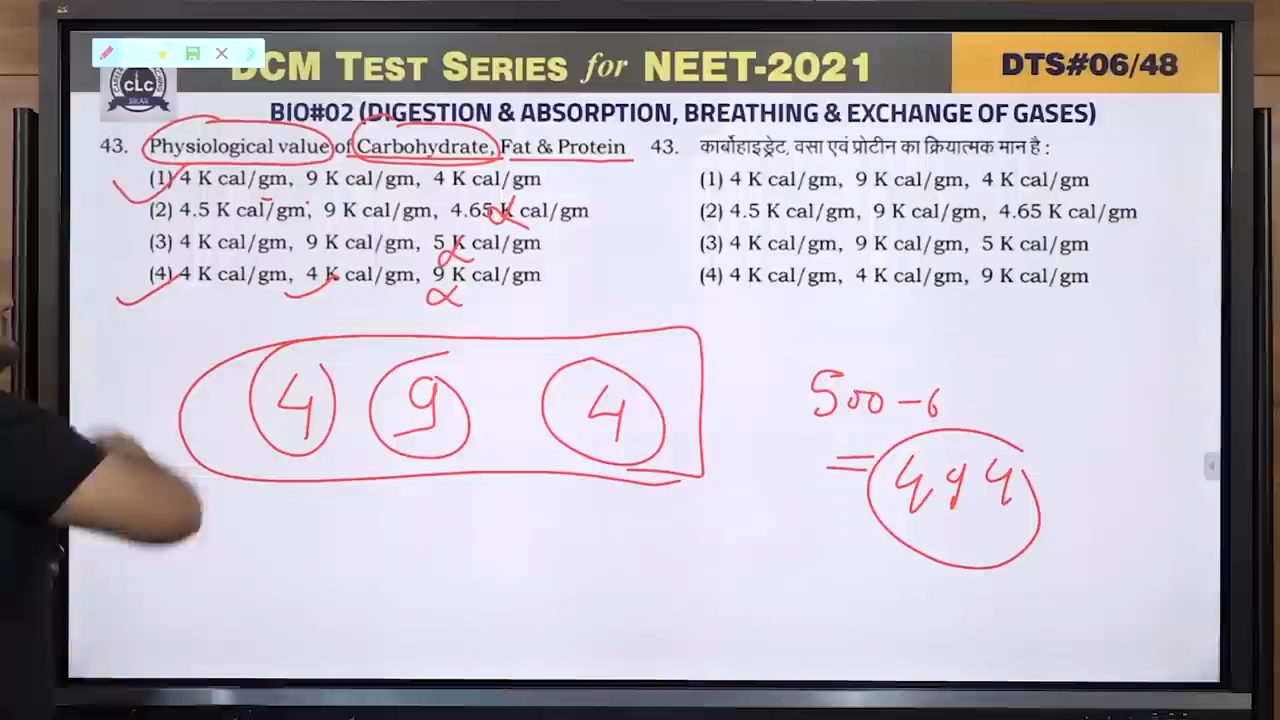 DCM TEST SERIES for NEET-2021
DTS#06/48
CLC
SIKAR
BIO#02 (DIGESTION & ABSORPTION, BREATHING & EXCHANGE OF GASES)
43. Physiological value of Carbohydrate, Fat & Protein
(1) 4 K cal/gm, 9 K cal/gm, 4 K cal/gm
(2) 4.5 K cal/gm, 9 K cal/gm, 4.65 K cal/gm
(3) 4 K cal/gm, 9 K cal/gm, 5 K cal/gm
(4) 4 K cal/gm, 4 K cal/gm, 9 K cal/gm
43. कार्बोहाइड्रेट, वसा एवं प्रोटीन का क्रियात्मक मान है :
(1) 4 K cal/gm, 9 K cal/gm, 4 K cal/gm
(2) 4.5 K cal/gm, 9 K cal/gm, 4.65 K cal/gm
(3) 4 K cal/gm, 9 K cal/gm, 5 K cal/gm
(4) 4 K cal/gm, 4 K cal/gm, 9 K cal/gm
4 9 4
500 - 6
= 494